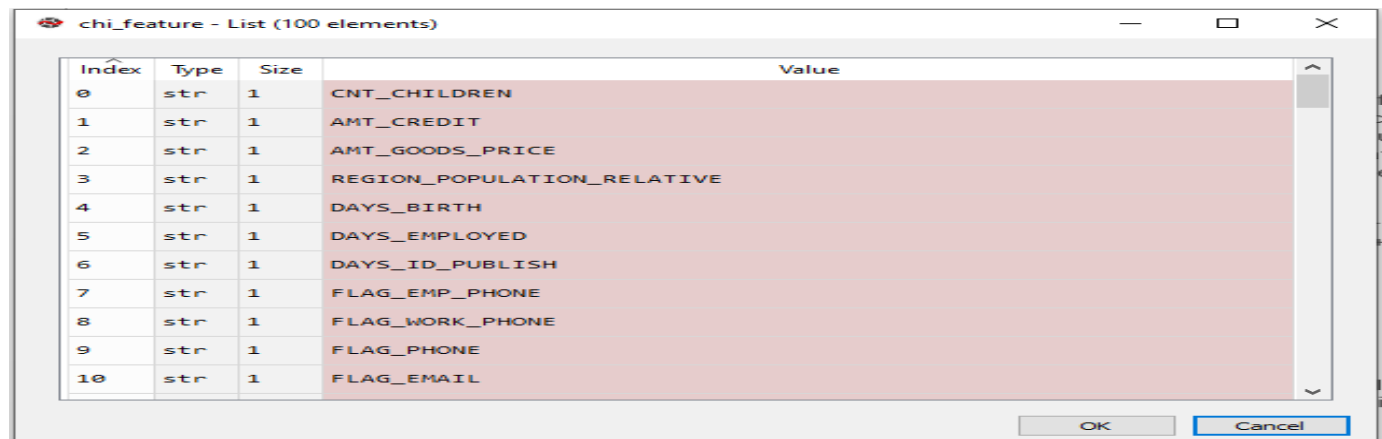 chi_feature - List (100 elements)
Index Type Size Value
0 str 1 CNT_CHILDREN
1 str 1 AMT_CREDIT
2 str 1 AMT_GOODS_PRICE
3 str 1 REGION_POPULATION_RELATIVE
4 str 1 DAYS_BIRTH
5 str 1 DAYS_EMPLOYED
6 str 1 DAYS_ID_PUBLISH
7 str 1 FLAG_EMP_PHONE
8 str 1 FLAG_WORK_PHONE
9 str 1 FLAG_PHONE
10 str 1 FLAG_EMAIL
OK Cancel